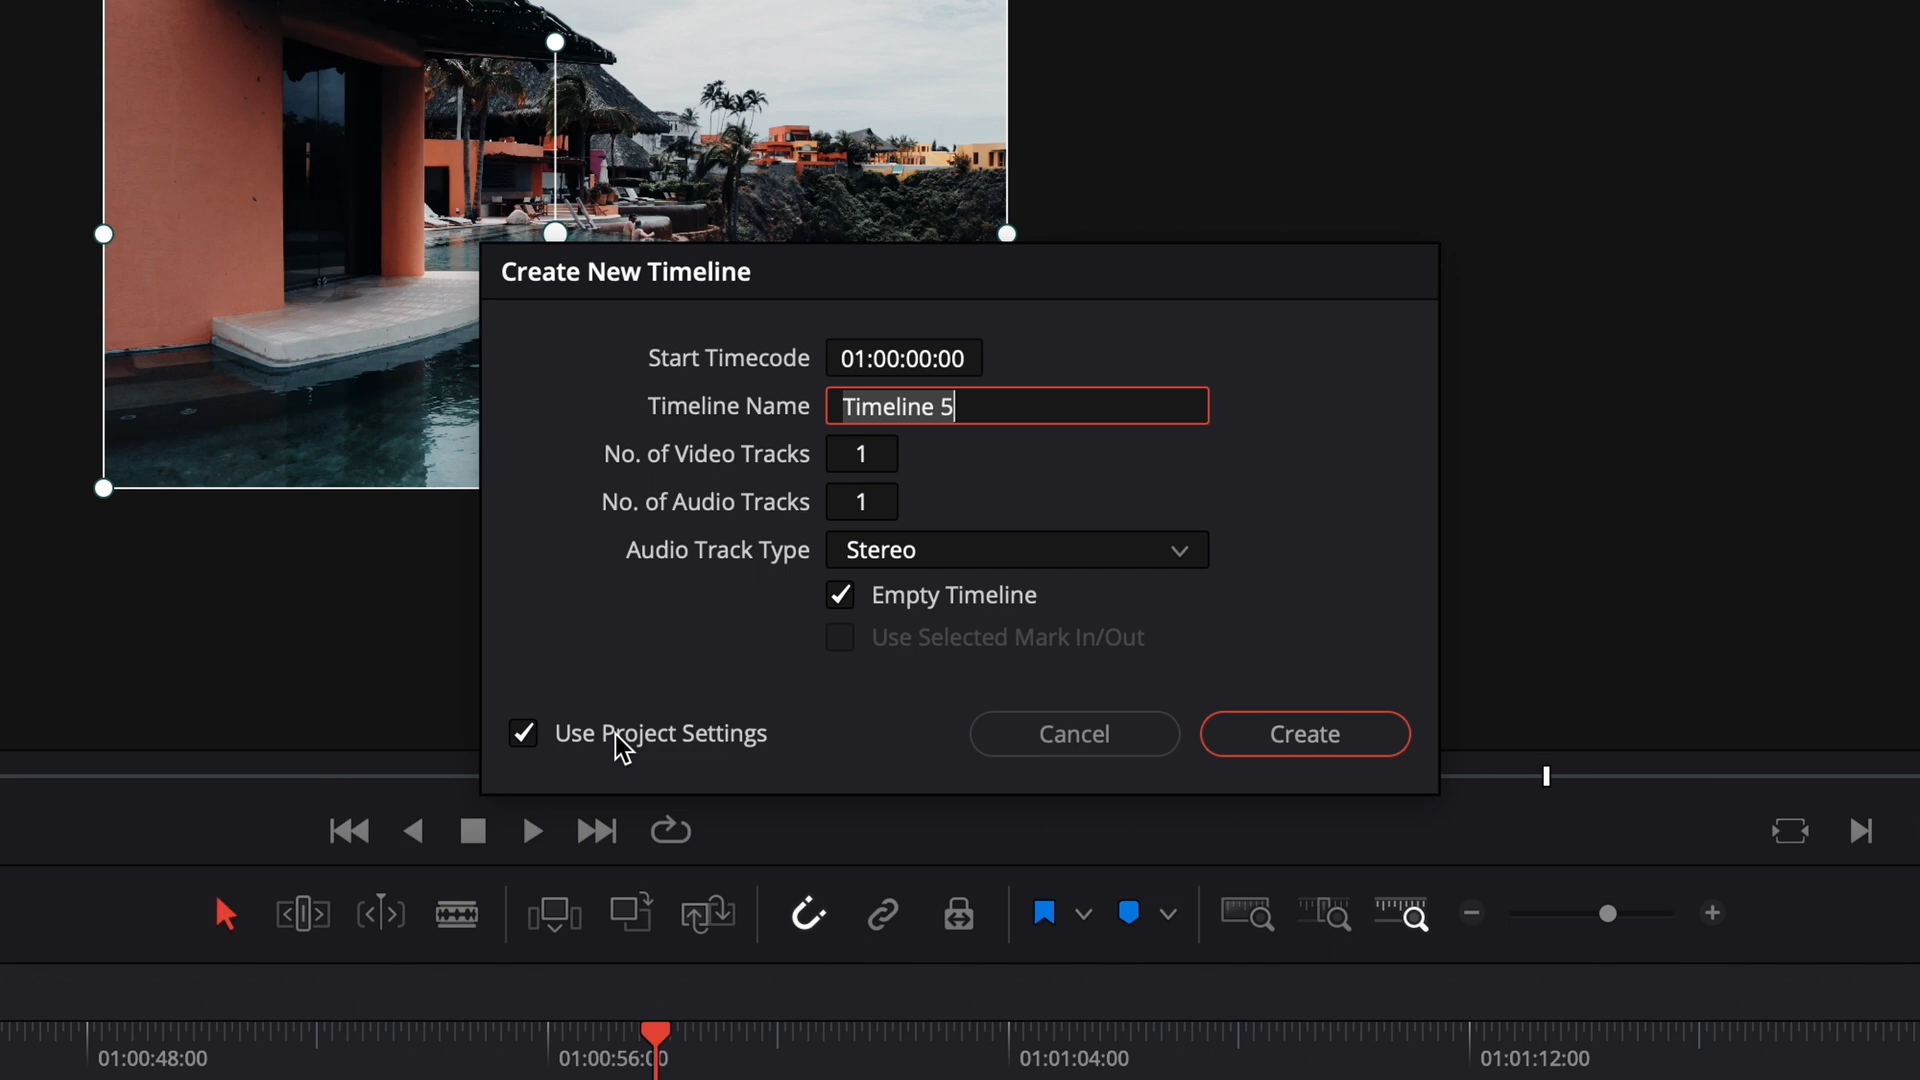 Create New Timeline
Start Timecode 01:00:00:00
Timeline Name Timeline 5
No. of Video Tracks 1
No. of Audio Tracks 1
Audio Track Type Stereo
Empty Timeline
Use Selected Mark In/Out
Use Project Settings Cancel Create
01:00:48:00 01:00:56:00 01:01:04:00 01:01:12:00